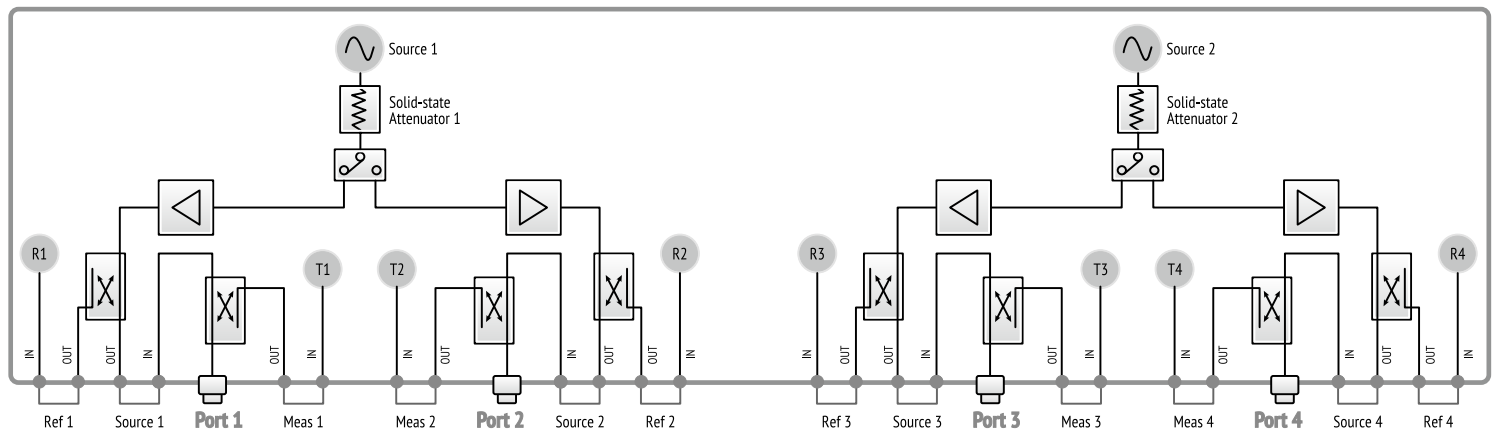 Source 1
Source 2
Solid-state
Attenuator 1
Solid-state
Attenuator 2
R1
T1
T2
R2
R3
T3
T4
R4
IN
OUT
OUT
IN
OUT
IN
IN
OUT
IN
OUT
OUT
IN
IN
OUT
OUT
IN
OUT
IN
IN
OUT
IN
OUT
OUT
IN
Ref 1
Source 1
Port 1
Meas 1
Meas 2
Port 2
Source 2
Ref 2
Ref 3
Source 3
Port 3
Meas 3
Meas 4
Port 4
Source 4
Ref 4